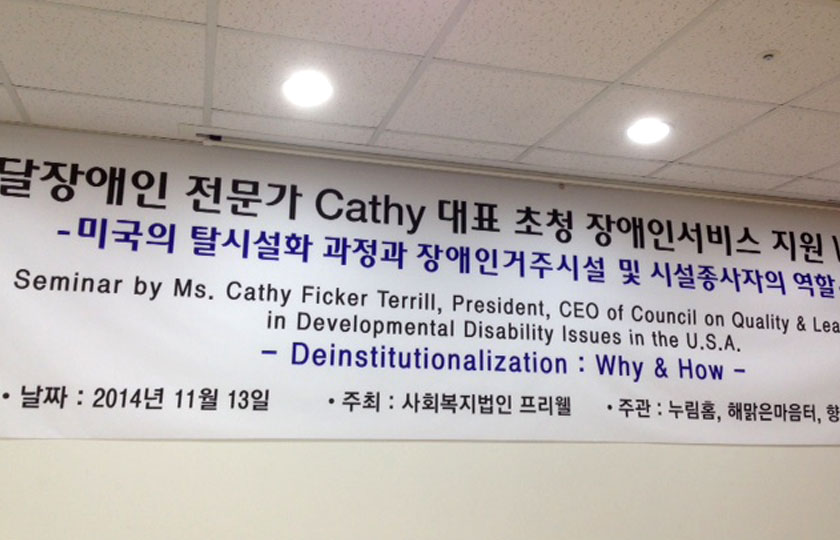 달장애인 전문가 Cathy 대표 초청 장애인서비스 지원
-미국의 탈시설화 과정과 장애인거주시설 및 시설종사자의 역할-
Seminar by Ms. Cathy Ficker Terrill, President, CEO of Council on Quality & Lea
in Developmental Disability Issues in the U.S.A.
- Deinstitutionalization : Why & How -
• 날짜 : 2014년 11월 13일 • 주최 : 사회복지법인 프리웰 • 주관 : 누림홈, 해맑은마음터, 향